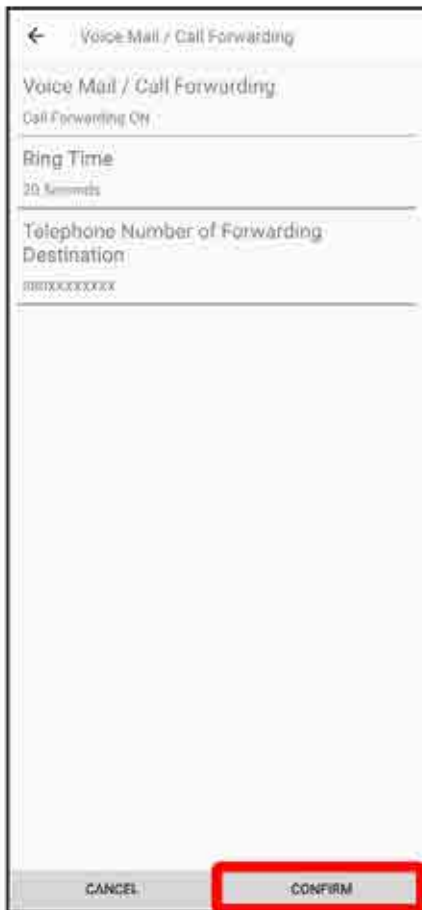 Voice Mail / Call Forwarding
Voice Mail / Call Forwarding
Call Forwarding ON
Ring Time
20 Seconds
Telephone Number of Forwarding
Destination
CANCEL
CONFIRM